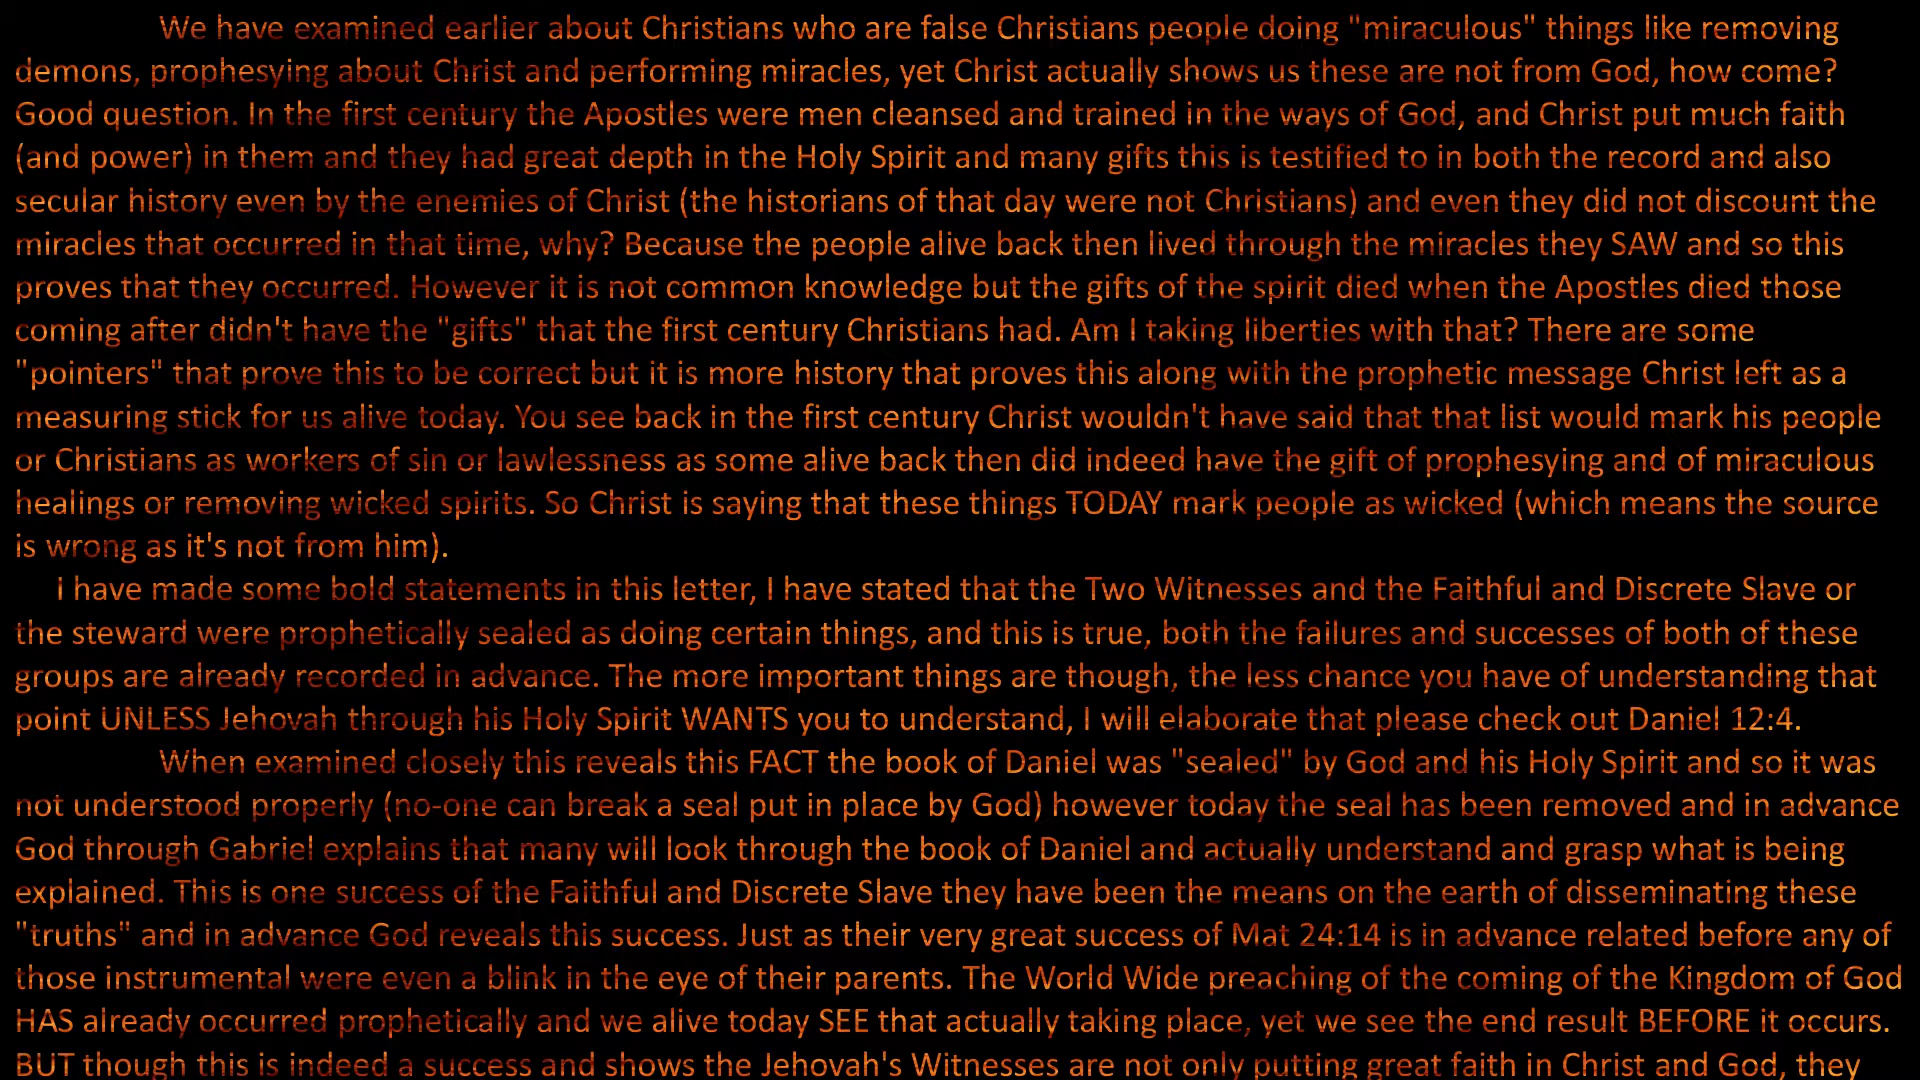 We have examined earlier about Christians who are false Christians people doing "miraculous" things like removing
demons, prophesying about Christ and performing miracles, yet Christ actually shows us these are not from God, how come?
Good question. In the first century the Apostles were men cleansed and trained in the ways of God, and Christ put much faith
(and power) in them and they had great depth in the Holy Spirit and many gifts this is testified to in both the record and also
secular history even by the enemies of Christ (the historians of that day were not Christians) and even they did not discount the
miracles that occurred in that time, why? Because the people alive back then lived through the miracles they SAW and so this
proves that they occurred. However it is not common knowledge but the gifts of the spirit died when the Apostles died those
coming after didn't have the "gifts" that the first century Christians had. Am I taking liberties with that? There are some
"pointers" that prove this to be correct but it is more history that proves this along with the prophetic message Christ left as a
measuring stick for us alive today. You see back in the first century Christ wouldn't have said that that list would mark his people
or Christians as workers of sin or lawlessness as some alive back then did indeed have the gift of prophesying and of miraculous
healings or removing wicked spirits. So Christ is saying that these things TODAY mark people as wicked (which means the source
is wrong as it's not from him).
I have made some bold statements in this letter, I have stated that the Two Witnesses and the Faithful and Discrete Slave or
the steward were prophetically sealed as doing certain things, and this is true, both the failures and successes of both of these
groups are already recorded in advance. The more important things are though, the less chance you have of understanding that
point UNLESS Jehovah through his Holy Spirit WANTS you to understand, I will elaborate that please check out Daniel 12:4.
When examined closely this reveals this FACT the book of Daniel was "sealed" by God and his Holy Spirit and so it was
not understood properly (no-one can break a seal put in place by God) however today the seal has been removed and in advance
God through Gabriel explains that many will look through the book of Daniel and actually understand and grasp what is being
explained. This is one success of the Faithful and Discrete Slave they have been the means on the earth of disseminating these
"truths" and in advance God reveals this success. Just as their very great success of Mat 24:14 is in advance related before any of
those instrumental were even a blink in the eye of their parents. The World Wide preaching of the coming of the Kingdom of God
HAS already occurred prophetically and we alive today SEE that actually taking place, yet we see the end result BEFORE it occurs.
BUT though this is indeed a success and shows the Jehovah's Witnesses are not only putting great faith in Christ and God, they